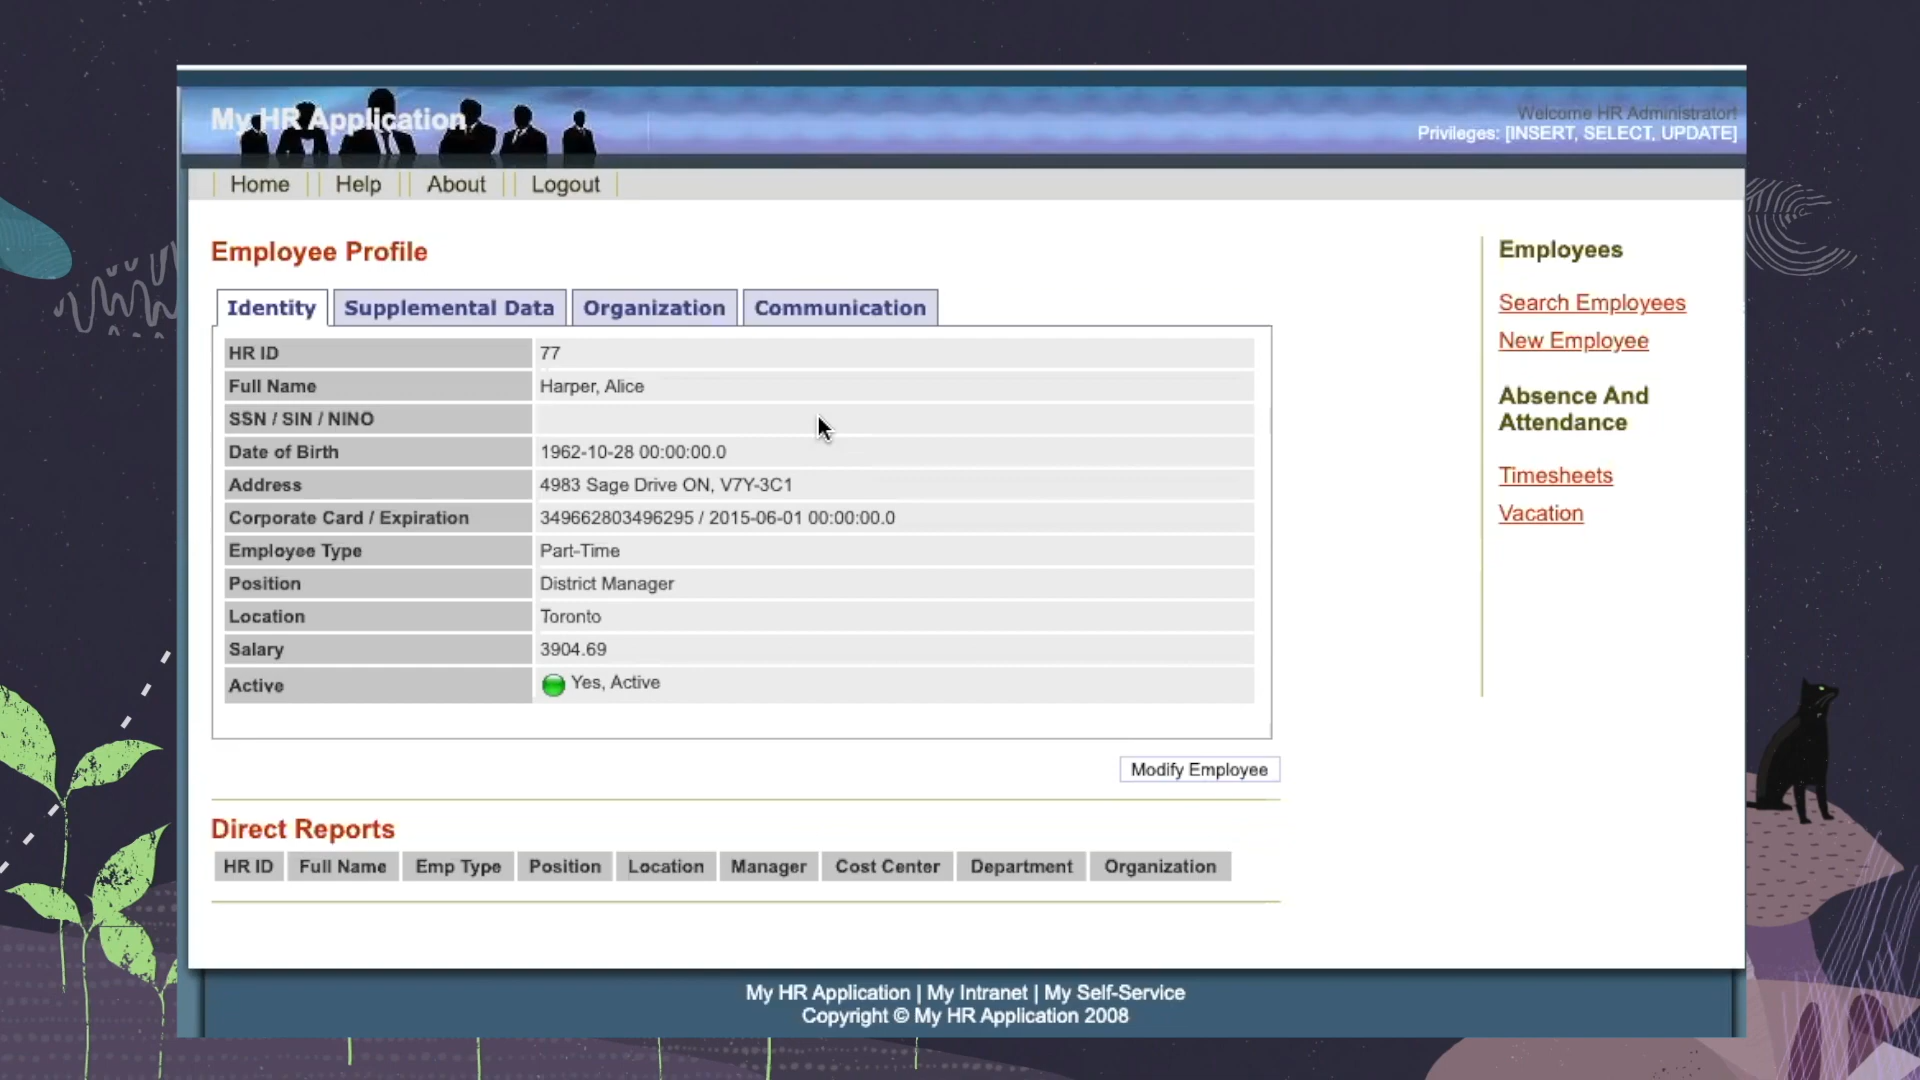 My HR Application
Welcome HR Administrator!
Privileges: [INSERT, SELECT, UPDATE]
Home Help About Logout
Employee Profile
Identity Supplemental Data Organization Communication
HR ID 77
Full Name Harper, Alice
SSN / SIN / NINO
Date of Birth 1962-10-28 00:00:00.0
Address 4983 Sage Drive ON, V7Y-3C1
Corporate Card / Expiration 349662803496295 / 2015-06-01 00:00:00.0
Employee Type Part-Time
Position District Manager
Location Toronto
Salary 3904.69
Active Yes, Active
Modify Employee
Direct Reports
HR ID Full Name Emp Type Position Location Manager Cost Center Department Organization
Employees
Search Employees
New Employee
Absence And
Attendance
Timesheets
Vacation
My HR Application | My Intranet | My Self-Service
Copyright © My HR Application 2008